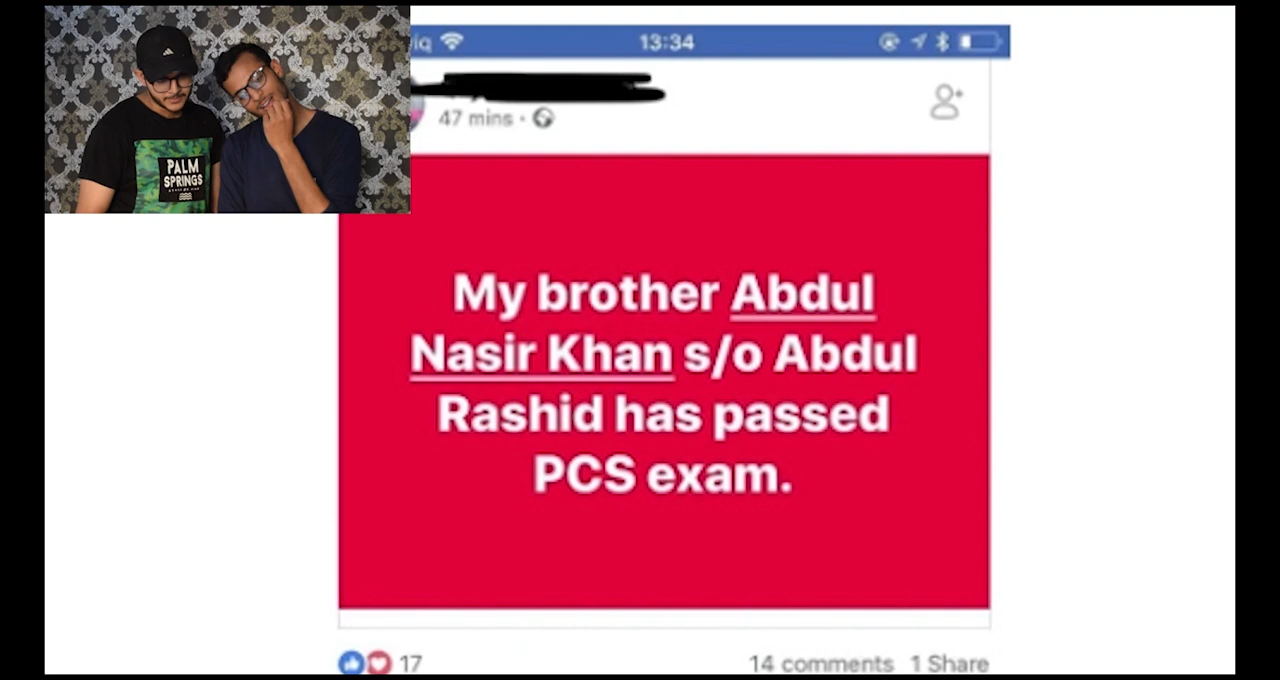 iq 13:34
47 mins ·
PALM
SPRINGS
My brother Abdul
Nasir Khan s/o Abdul
Rashid has passed
PCS exam.
17 14 comments 1 Share